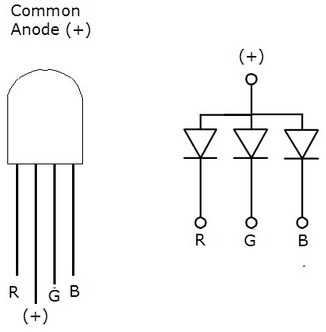 Common
Anode (+)
(+)
R G B
R G B
(+)